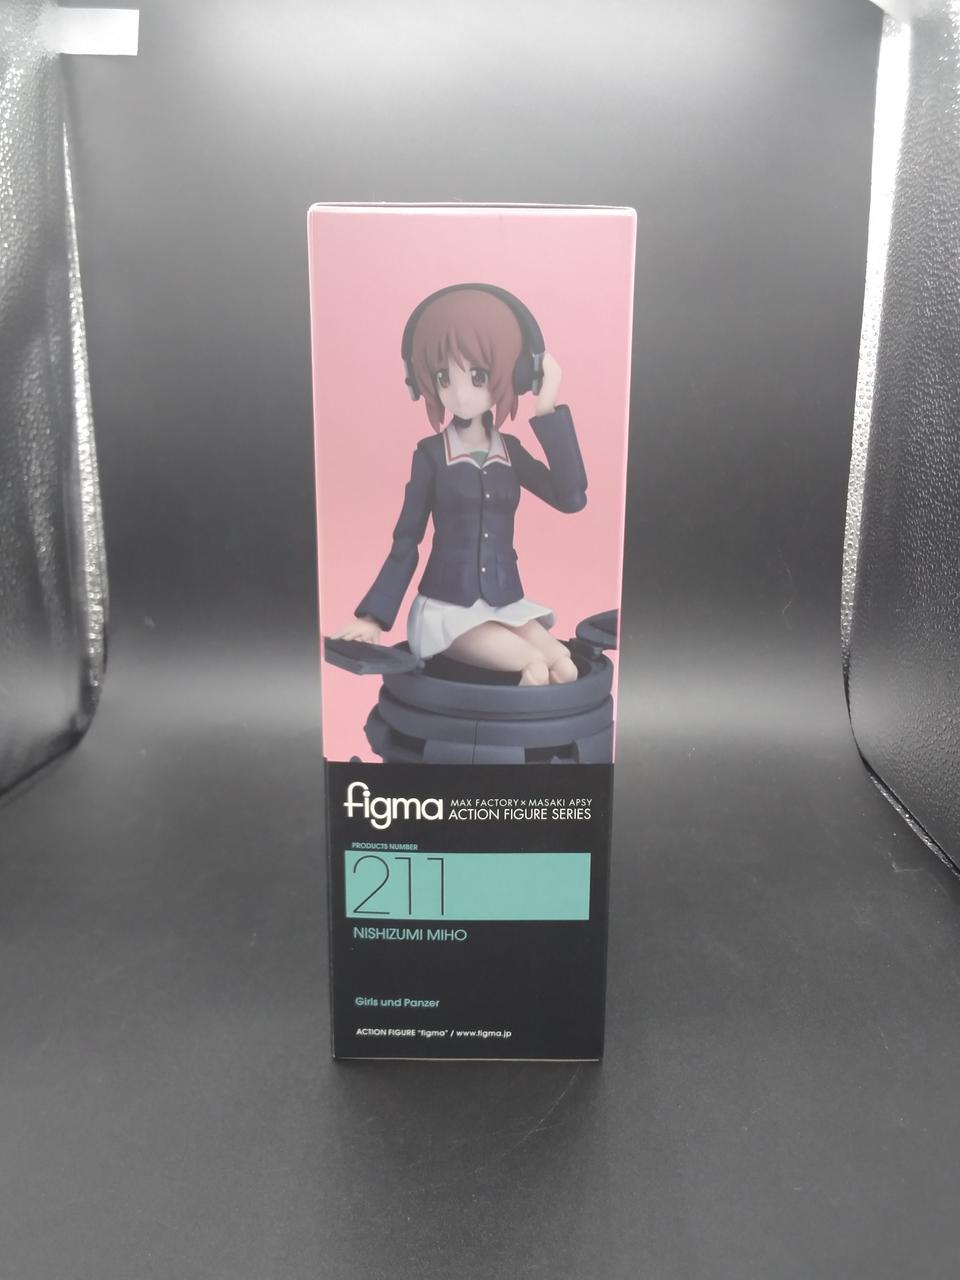 figma MAX FACTORY × MASAKI APSY
ACTION FIGURE SERIES
PRODUCTS NUMBER
211
NISHIZUMI MIHO
Girls und Panzer
ACTION FIGURE "figma" / www.figma.jp